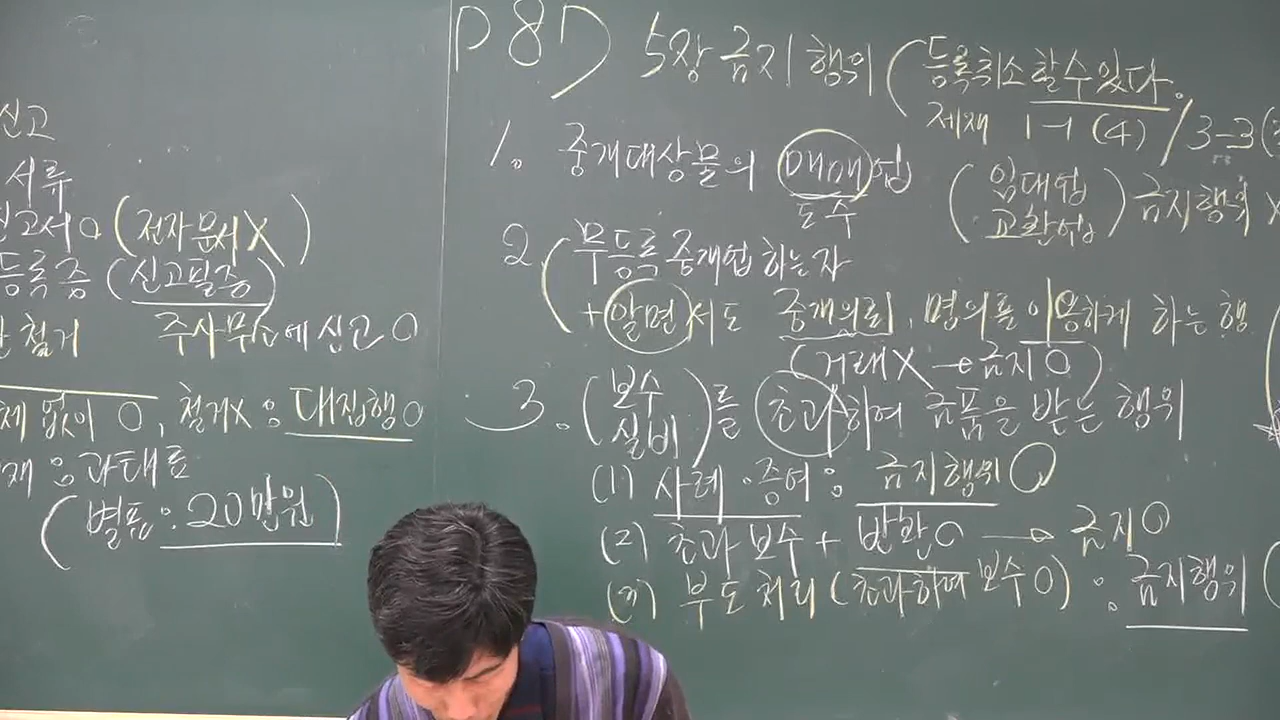 신고
서류
신고서 O (전자문서X)
등록증 (신고필증)
철거 주사무소에 신고 O
없이 O, 철거X : 대집행O
제재 : 과태료
(별표 : 20만원)
P87) 5장 금지행위 (등록취소할 수 있다.
제재 1-1 (4) / 3-3 (
1. 중개대상물의 매매업 (임대업
교환업) 금지행위 X
도수
2 (무등록중개업 하는자
+ 알면서도 중개의뢰, 명의를 이용하게 하는 행
(거래X → 금지O)
3. (보수
실비)를 초과하여 금품을 받는 행위
(1) 사례·증여 : 금지행위O
(2) 초과보수 + 반환O → 금지O
(3) 부도처리 (초과하여 보수O) : 금지행위 (